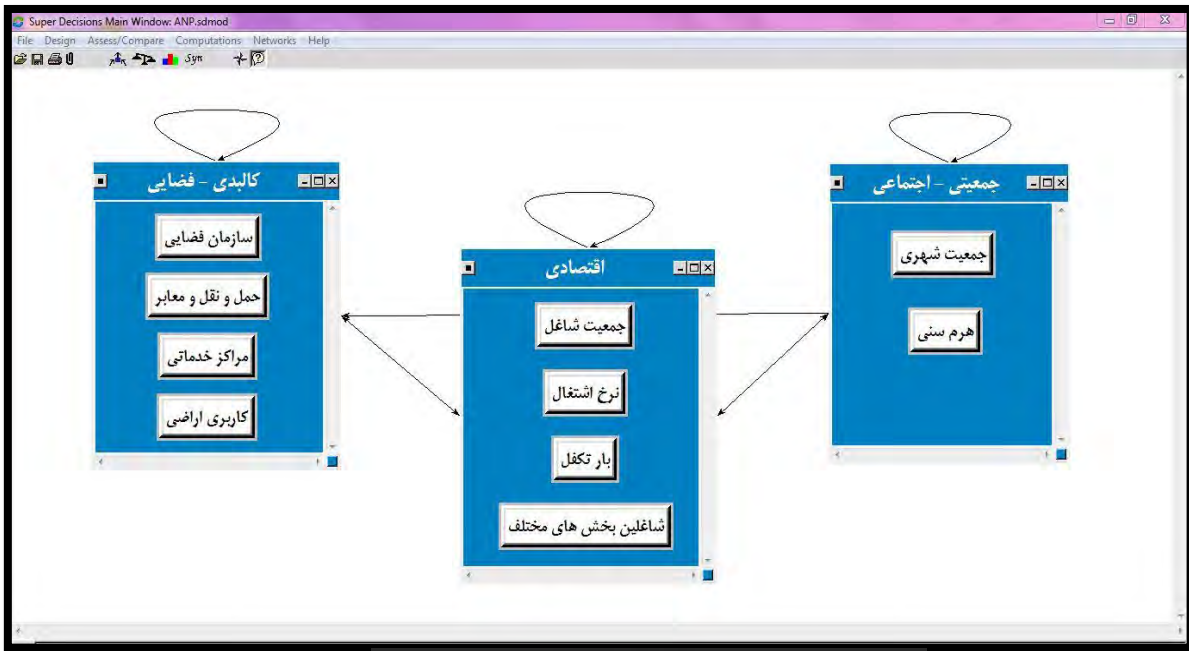 Super Decisions Main Window: ANP.sdmod
File Design Assess/Compare Computations Networks Help
Syn
کالبدی - فضایی
سازمان فضایی
حمل و نقل و معابر
مراکز خدماتی
کاربری اراضی
اقتصادی
جمعیت شاغل
نرخ اشتغال
بار تکفل
شاغلین بخش های مختلف
جمعیتی - اجتماعی
جمعیت شهری
هرم سنی